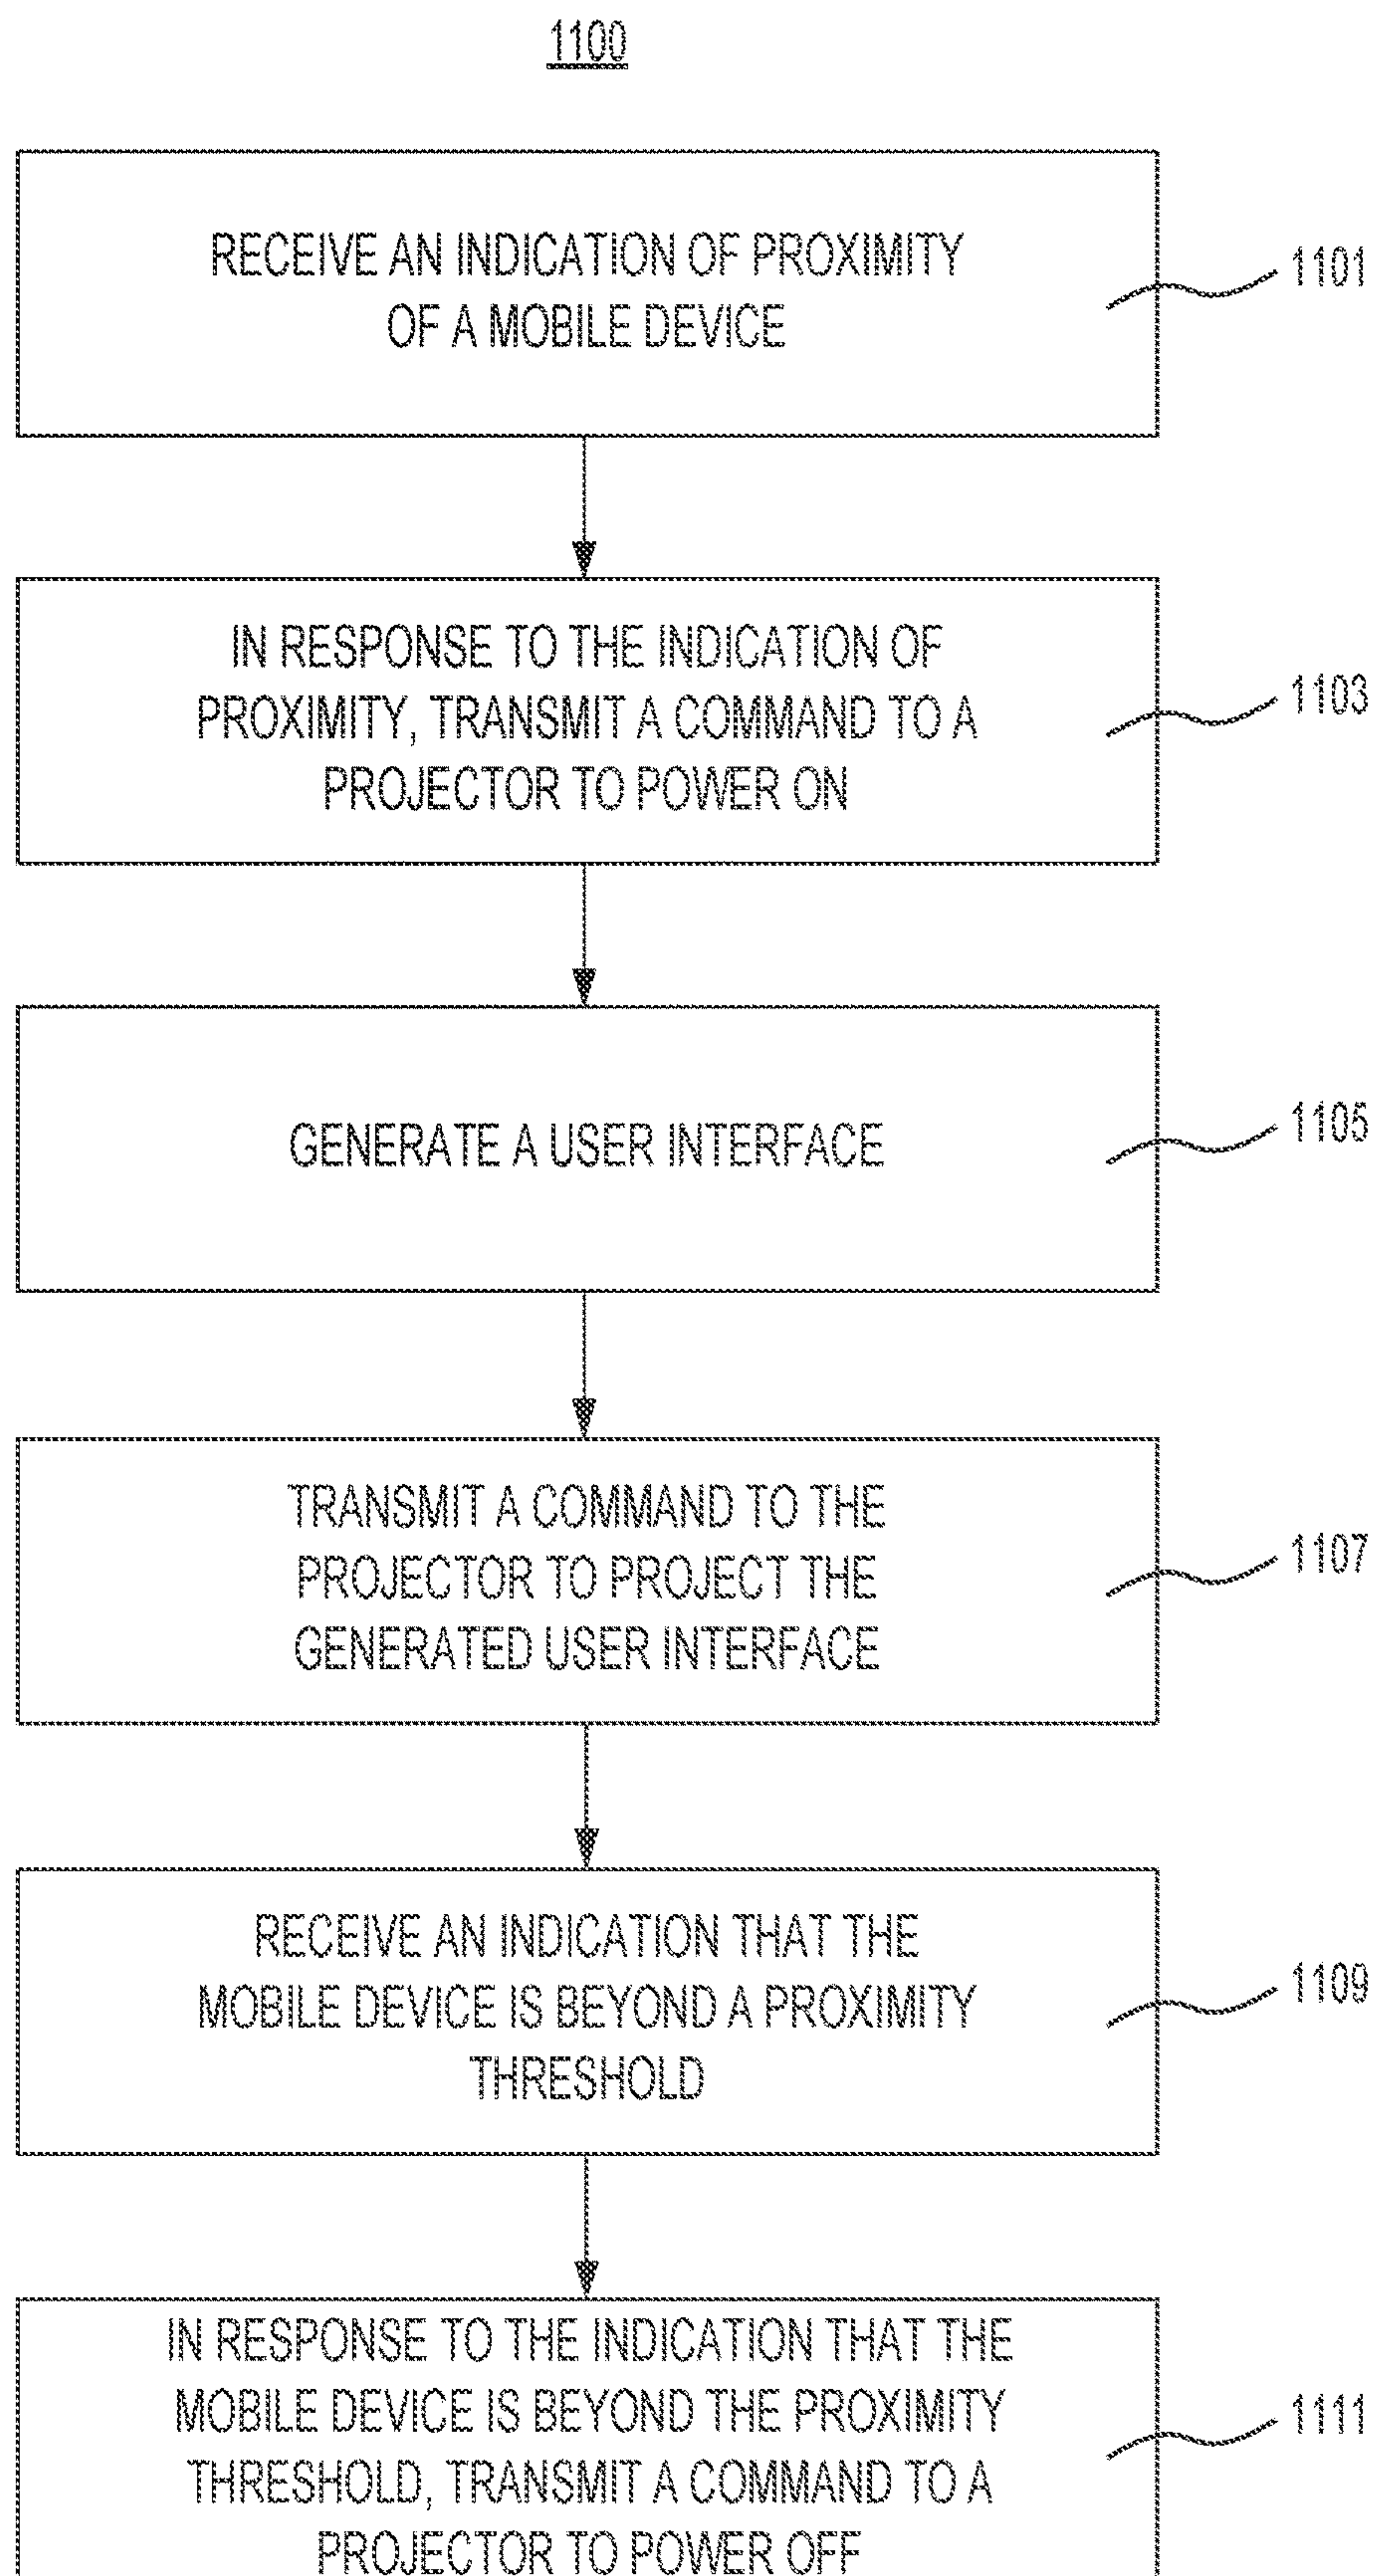 1100
RECEIVE AN INDICATION OF PROXIMITY
OF A MOBILE DEVICE
1101
IN RESPONSE TO THE INDICATION OF
PROXIMITY, TRANSMIT A COMMAND TO A
PROJECTOR TO POWER ON
1103
GENERATE A USER INTERFACE
1105
TRANSMIT A COMMAND TO THE
PROJECTOR TO PROJECT THE
GENERATED USER INTERFACE
1107
RECEIVE AN INDICATION THAT THE
MOBILE DEVICE IS BEYOND A PROXIMITY
THRESHOLD
1109
IN RESPONSE TO THE INDICATION THAT THE
MOBILE DEVICE IS BEYOND THE PROXIMITY
THRESHOLD, TRANSMIT A COMMAND TO A
PROJECTOR TO POWER OFF
1111